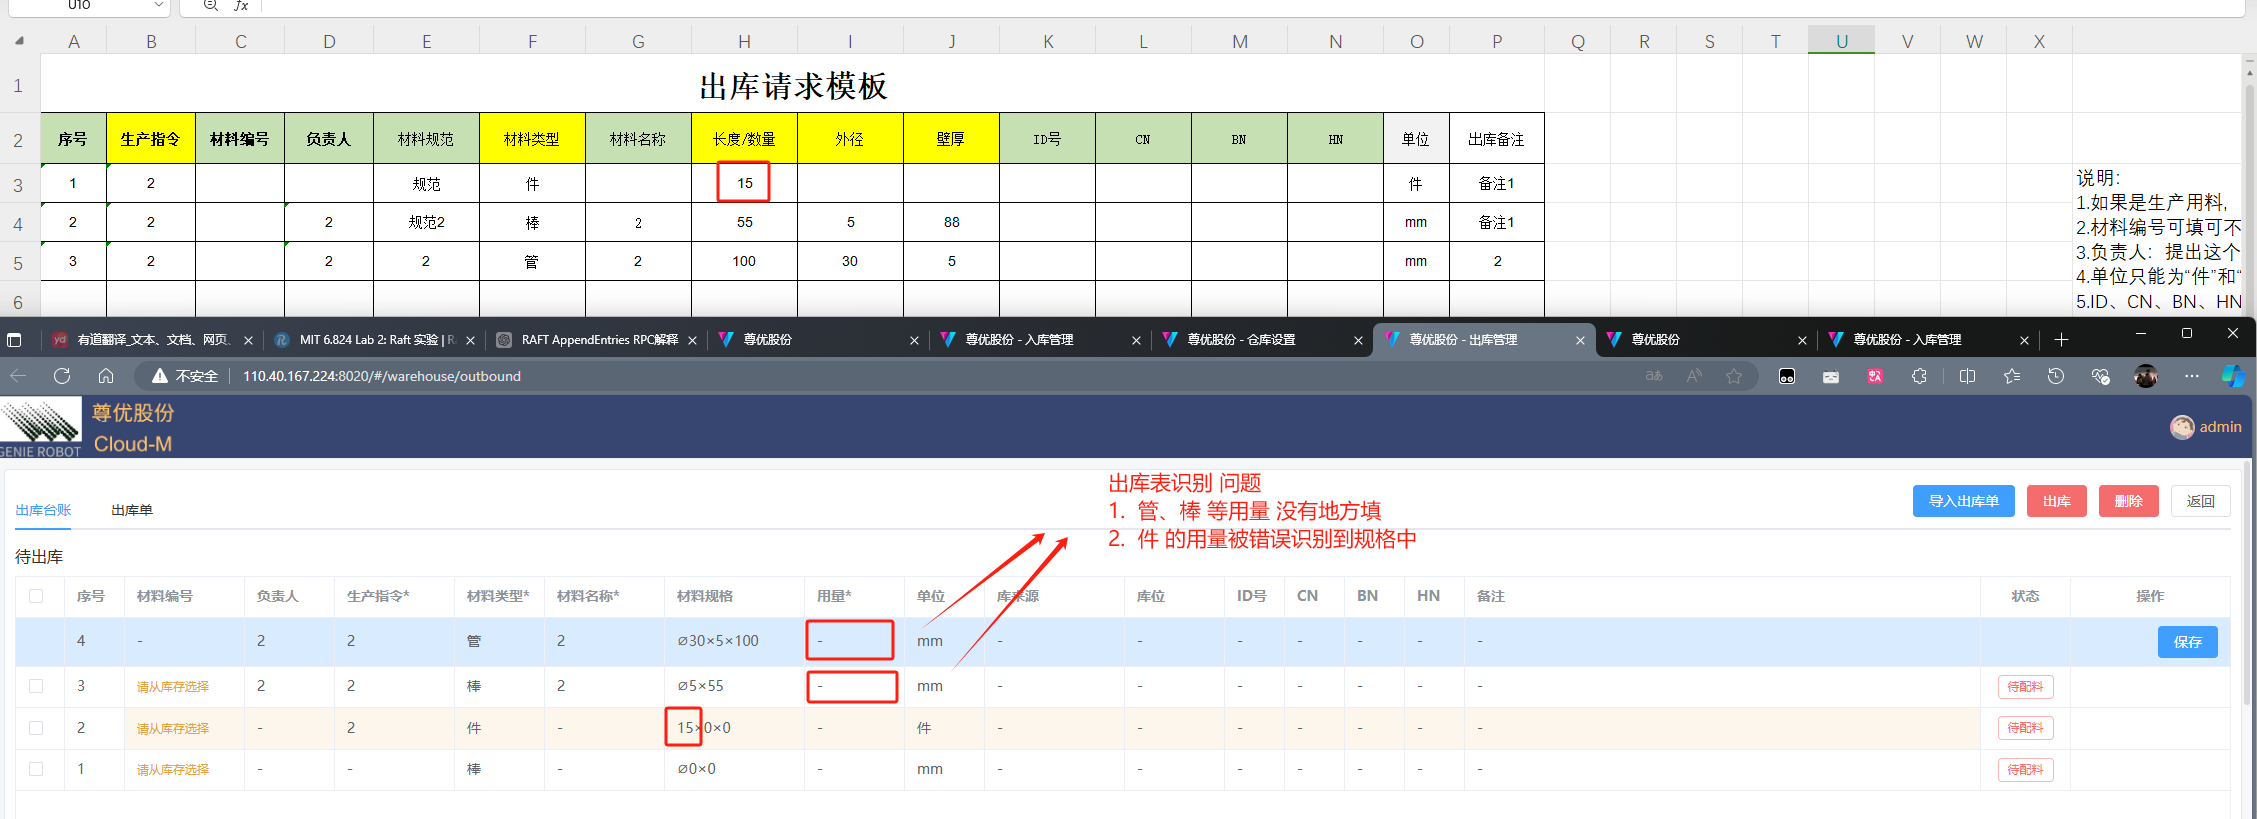 U10 fx
A B C D E F G H I J K L M N O P Q R S T U V W X
1 出库请求模板
2 序号 生产指令 材料编号 负责人 材料规范 材料类型 材料名称 长度/数量 外径 壁厚 ID号 CN BN HN 单位 出库备注
3 1 2 规范 件 15 件 备注1
4 2 2 2 规范2 棒 2 55 5 88 mm 备注1
5 3 2 2 2 管 2 100 30 5 mm 2
6
说明:
1.如果是生产用料,
2.材料编号可填可不
3.负责人: 提出这个
4.单位只能为“件”和“
5.ID、CN、BN、HN
有道翻译_文本、文档、网页、 MIT 6.824 Lab 2: Raft 实验 | R RAFT AppendEntries RPC解释 尊优股份 尊优股份 - 入库管理 尊优股份 - 仓库设置 尊优股份 - 出库管理 尊优股份 尊优股份 - 入库管理
不安全 110.40.167.224:8020/#/warehouse/outbound
尊优股份
Cloud-M
GENIE ROBOT
admin
出库表识别 问题
1. 管、棒 等用量 没有地方填
2. 件 的用量被错误识别到规格中
出库台账 出库单 导入出库单 出库 删除 返回
待出库
序号 材料编号 负责人 生产指令* 材料类型* 材料名称* 材料规格 用量* 单位 库来源 库位 ID号 CN BN HN 备注 状态 操作
4 - 2 2 管 2 ⌀30×5×100 - mm - - - - - - - 保存
3 请从库存选择 2 2 棒 2 ⌀5×55 - mm - - - - - - - 待配料
2 请从库存选择 - 2 件 - 15×0×0 - 件 - - - - - - - 待配料
1 请从库存选择 - - 棒 - ⌀0×0 - mm - - - - - - - 待配料